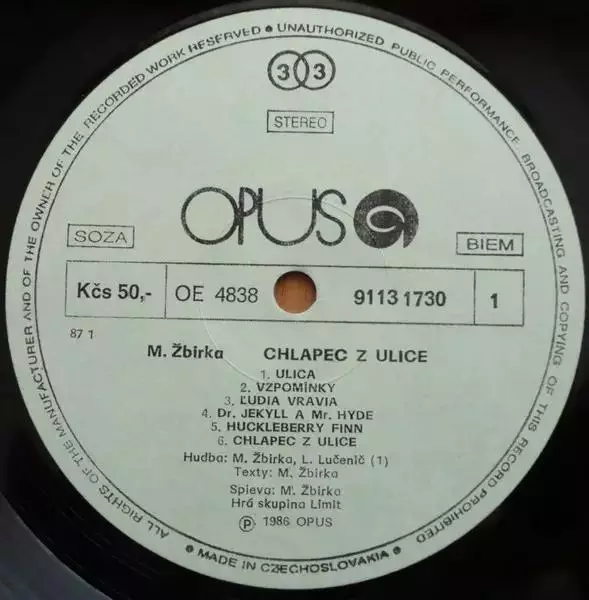 ALL RIGHTS OF THE MANUFACTURER AND OF THE OWNER OF THE RECORDED WORK RESERVED ● UNAUTHORIZED PUBLIC PERFORMANCE BROADCASTING AND COPYING OF THIS RECORD PROHIBITED
33
STEREO
OPUS
SOZA
BIEM
Kčs 50,- OE 4838 9113 1730 1
87 1
M. Žbirka CHLAPEC Z ULICE
1. ULICA
2. VZPOMÍNKY
3. ĽUDIA VRAVIA
4. Dr. JEKYLL A Mr. HYDE
5. HUCKLEBERRY FINN
6. CHLAPEC Z ULICE
Hudba: M. Žbirka, L. Lučenič (1)
Texty: M. Žbirka
Spieva: M. Žbirka
Hrá skupina Limit
Ⓟ 1986 OPUS
● MADE IN CZECHOSLOVAKIA ●